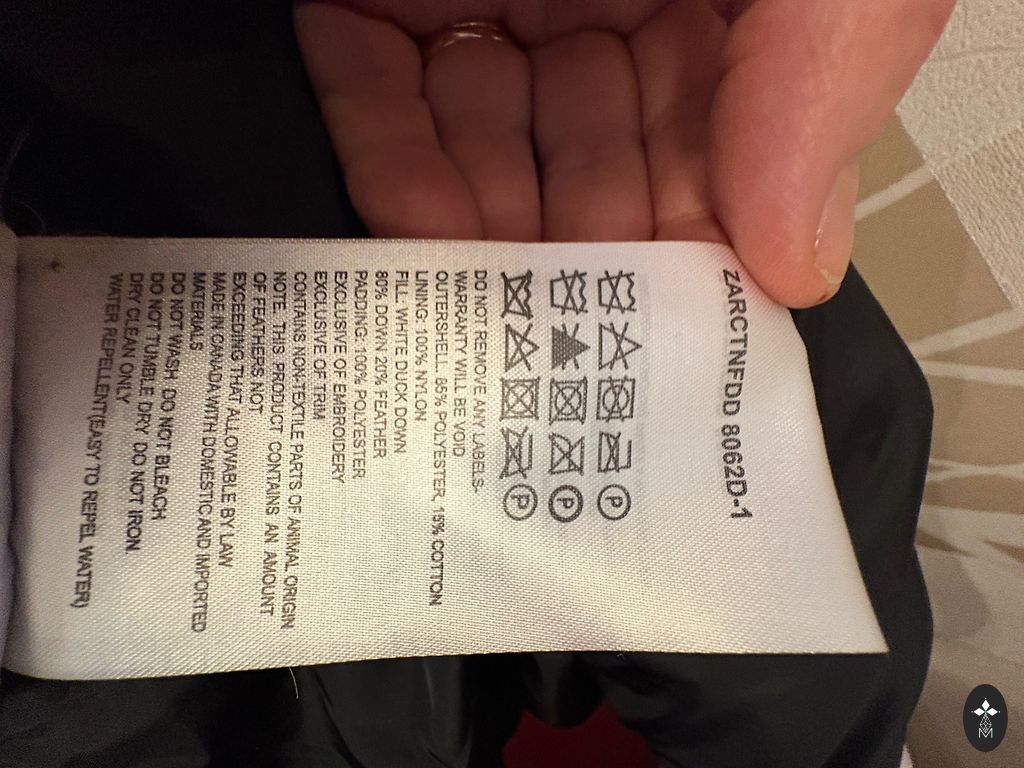 ZARCTNFDD 8062D-1
P
P
P
DO NOT REMOVE ANY LABELS-
WARRANTY WILL BE VOID
OUTERSHELL. 85% POLYESTER, 15% COTTON
LINING: 100% NYLON
FILL: WHITE DUCK DOWN
80% DOWN 20% FEATHER
PADDING: 100% POLYESTER
EXCLUSIVE OF EMBROIDERY
EXCLUSIVE OF TRIM
CONTAINS NON-TEXTILE PARTS OF ANIMAL ORIGIN
NOTE. THIS PRODUCT CONTAINS AN AMOUNT
OF FEATHERS NOT
EXCEEDING THAT ALLOWABLE BY LAW
MADE IN CANADA WITH DOMESTIC AND IMPORTED
MATERIALS
DO NOT WASH DO NOT BLEACH
DO NOT TUMBLE DRY DO NOT IRON
DRY CLEAN ONLY
WATER REPELLENT(EASY TO REPEL WATER)
M